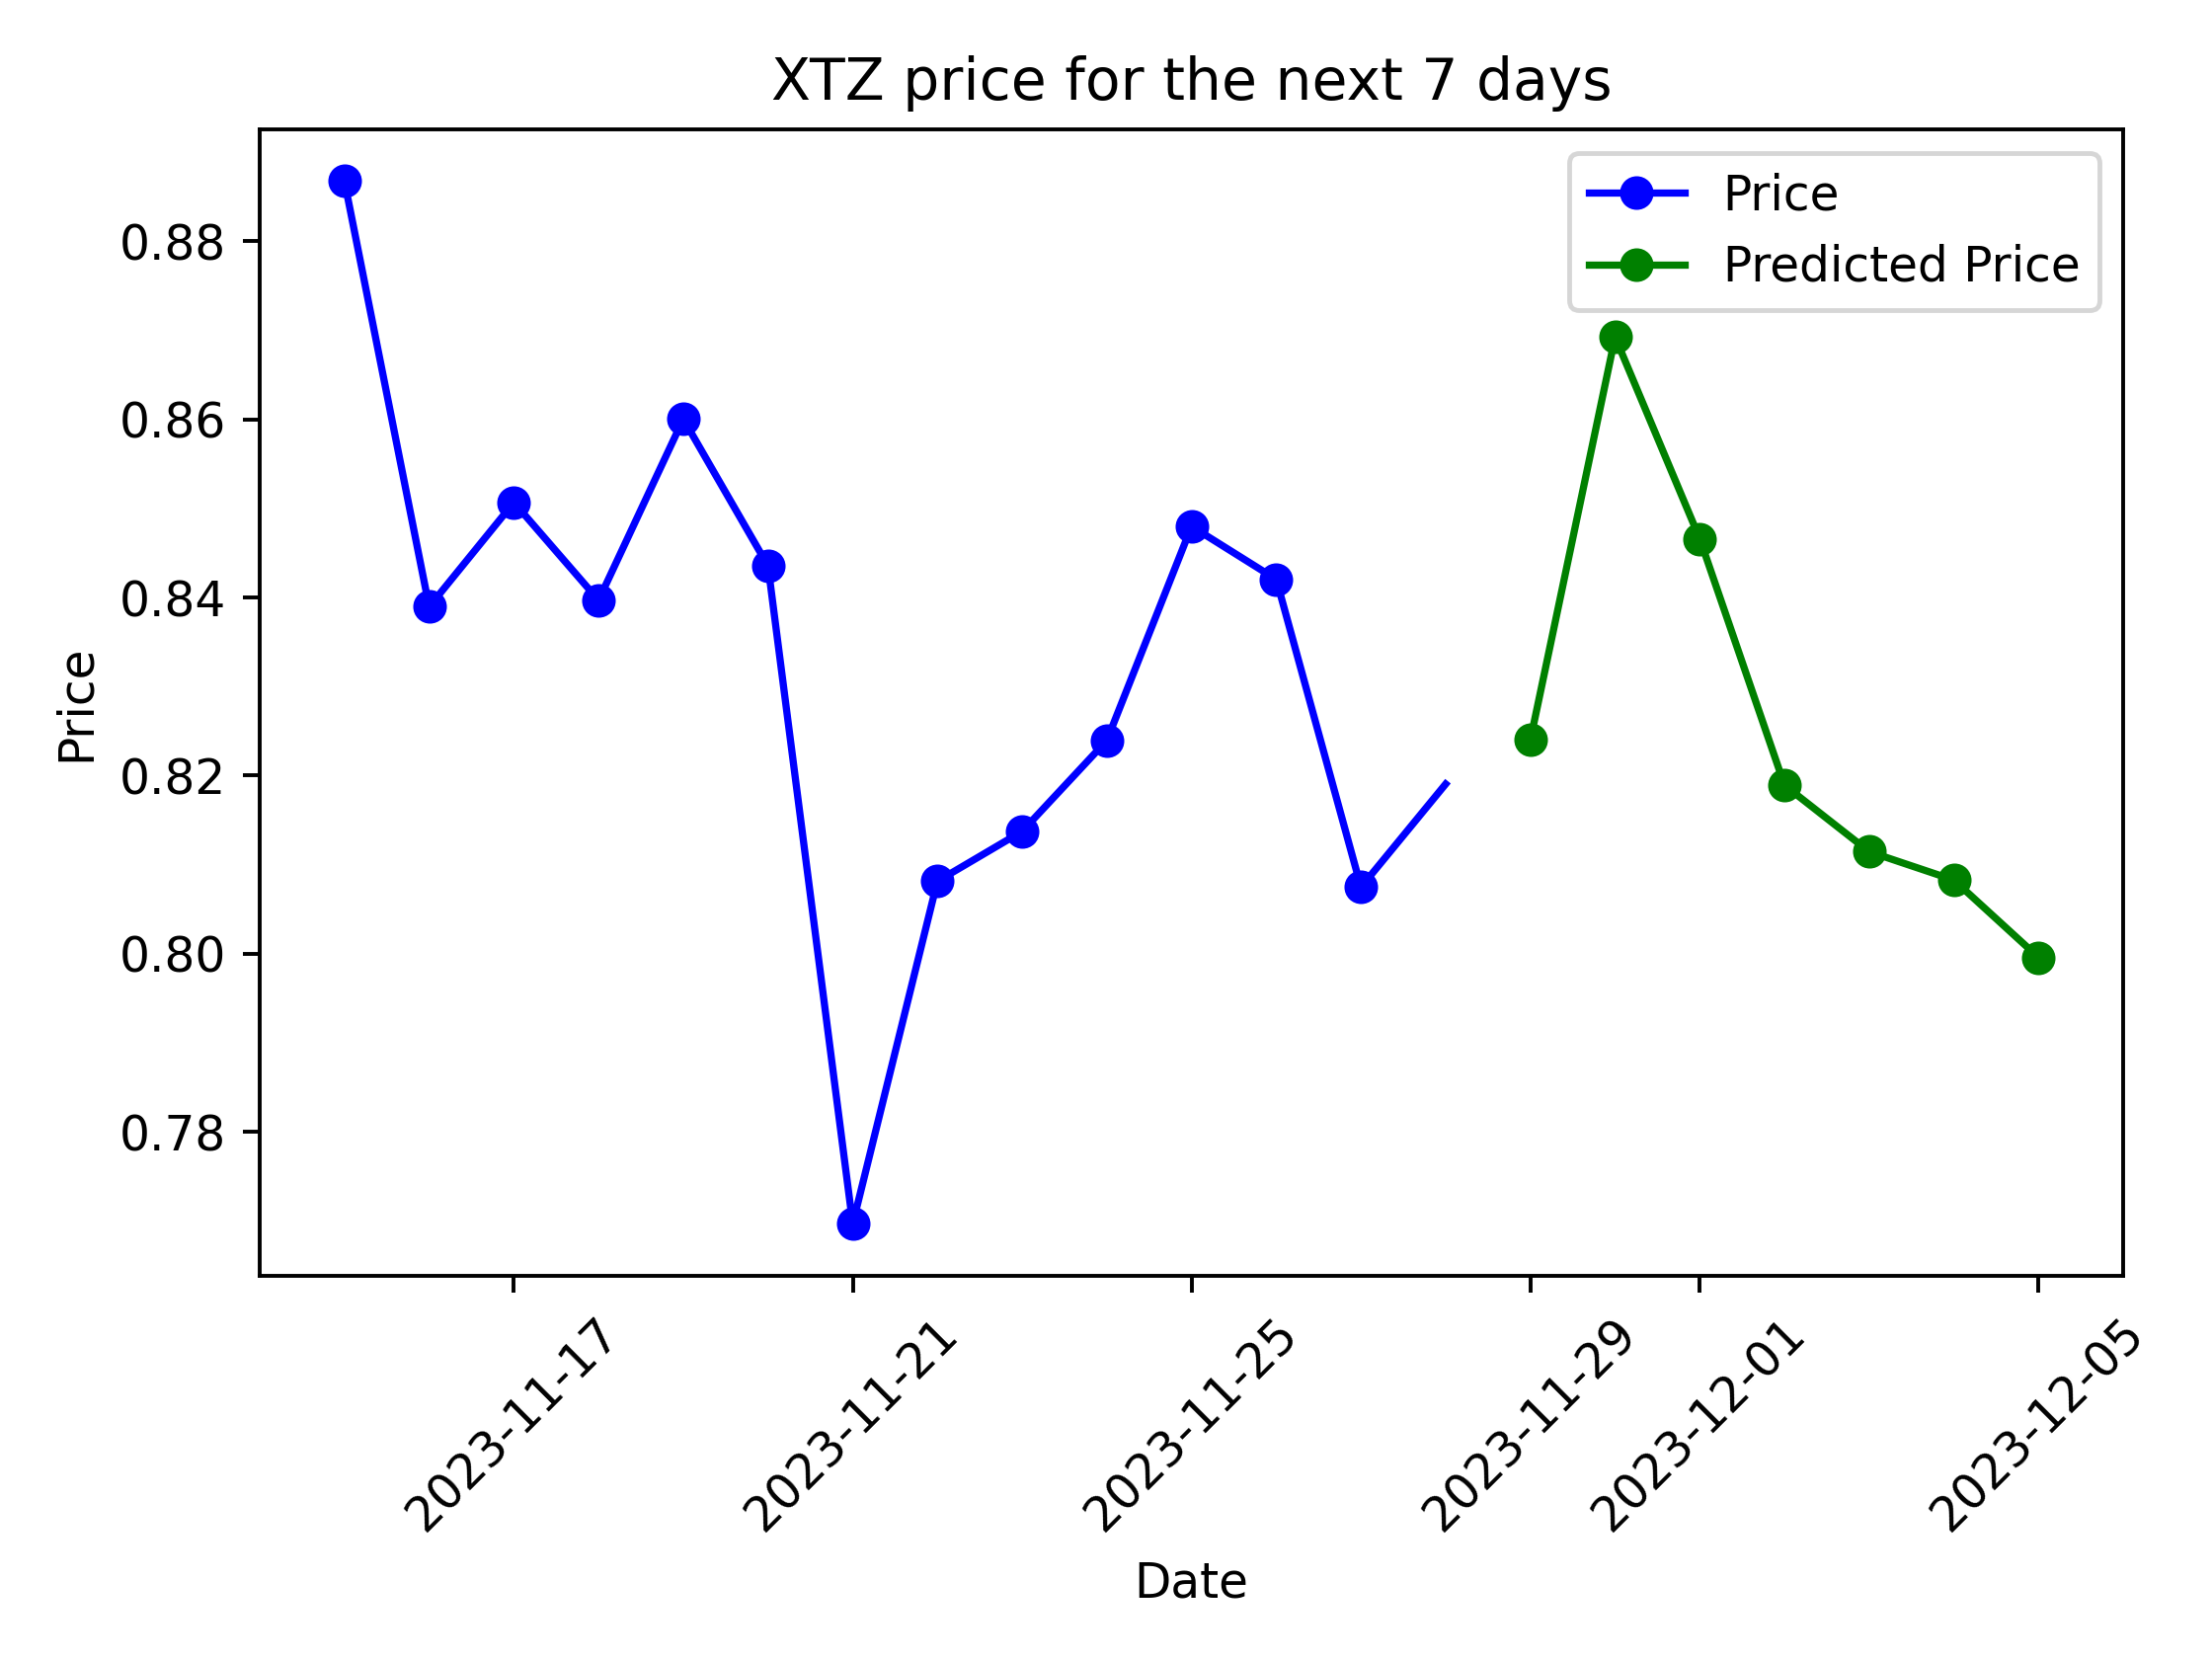 XTZ price for the next 7 days
Price
Predicted Price
0.88
0.86
0.84
0.82
0.80
0.78
Price
2023-11-17
2023-11-21
2023-11-25
2023-11-29
2023-12-01
2023-12-05
Date